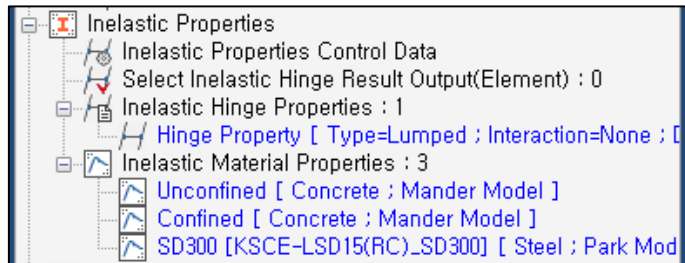 Inelastic Properties
Inelastic Properties Control Data
Select Inelastic Hinge Result Output(Element) : 0
Inelastic Hinge Properties : 1
Hinge Property [ Type=Lumped ; Interaction=None ; D
Inelastic Material Properties : 3
Unconfined [ Concrete ; Mander Model ]
Confined [ Concrete ; Mander Model ]
SD300 [KSCE-LSD15(RC)_SD300] [ Steel ; Park Mod